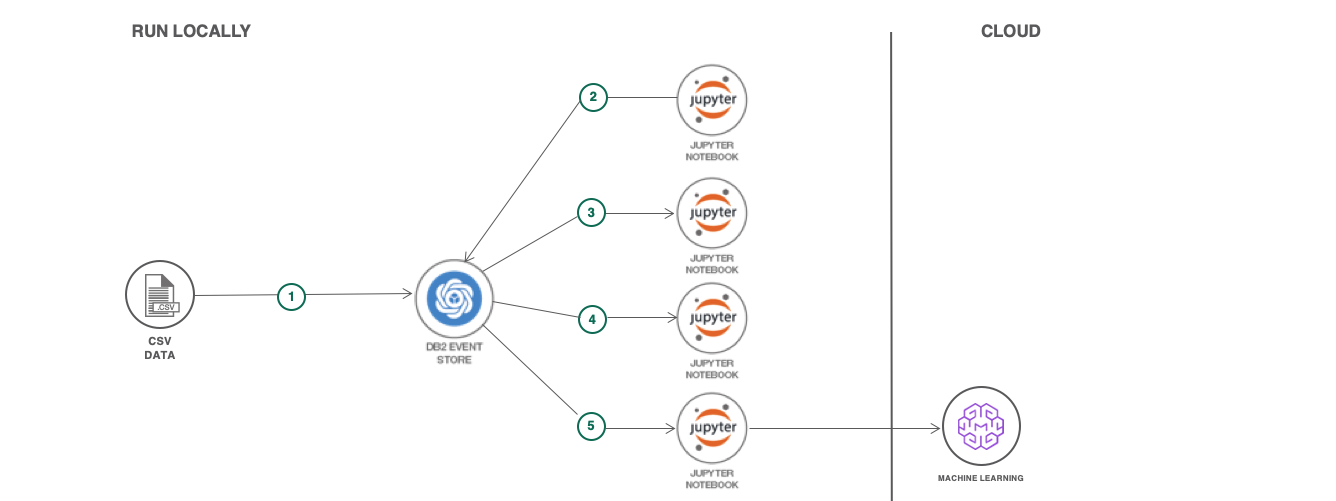 RUN LOCALLY
CLOUD
2
jupyter
JUPYTER
NOTEBOOK
3
jupyter
JUPYTER
NOTEBOOK
.CSV
1
CSV
DATA
DB2 EVENT
STORE
4
jupyter
JUPYTER
NOTEBOOK
5
jupyter
JUPYTER
NOTEBOOK
M
MACHINE LEARNING